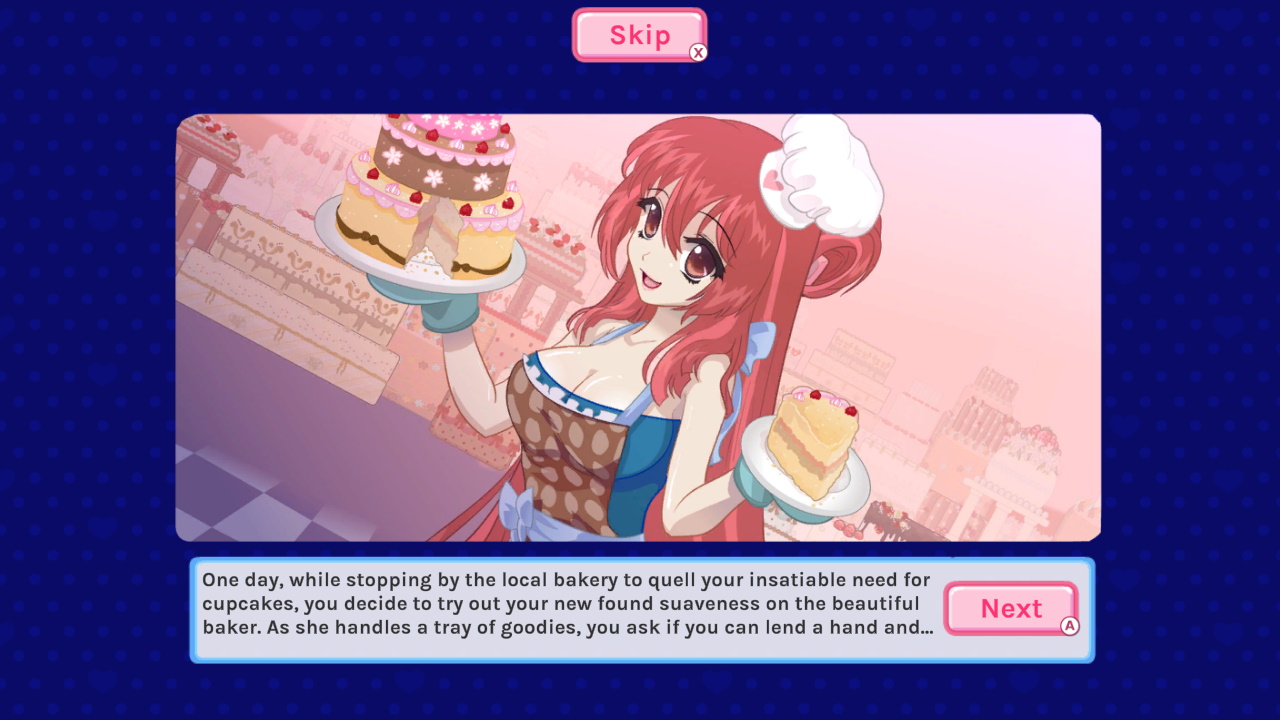 Skip
X
One day, while stopping by the local bakery to quell your insatiable need for
cupcakes, you decide to try out your new found suaveness on the beautiful
baker. As she handles a tray of goodies, you ask if you can lend a hand and...
Next
A